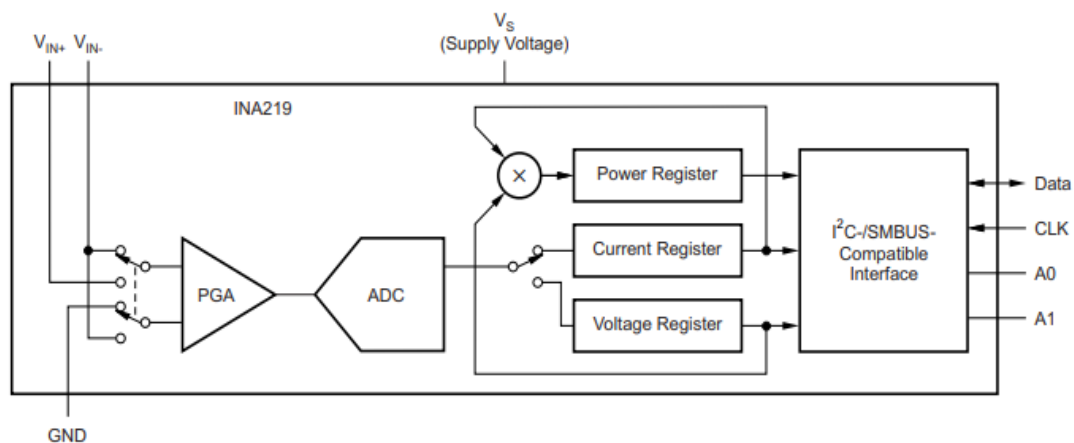 V_S
(Supply Voltage)
V_IN+ V_IN-
INA219
×
Power Register
Current Register
Voltage Register
PGA
ADC
I²C-/SMBUS-
Compatible
Interface
Data
CLK
A0
A1
GND